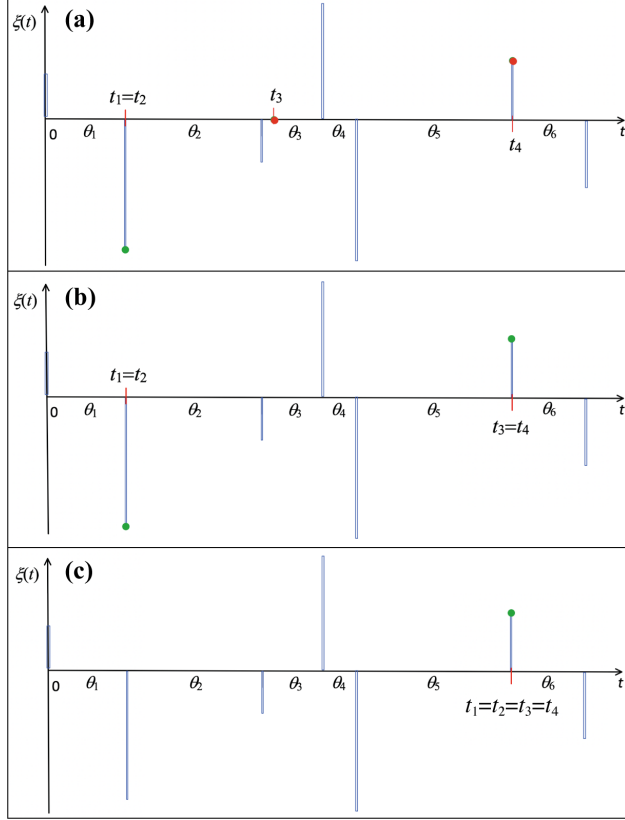 ξ(t) (a)
t₁=t₂
t₃
0 θ₁ θ₂ θ₃ θ₄ θ₅ θ₆ t
t₄
ξ(t) (b)
t₁=t₂
0 θ₁ θ₂ θ₃ θ₄ θ₅ θ₆ t
t₃=t₄
ξ(t) (c)
0 θ₁ θ₂ θ₃ θ₄ θ₅ θ₆ t
t₁=t₂=t₃=t₄